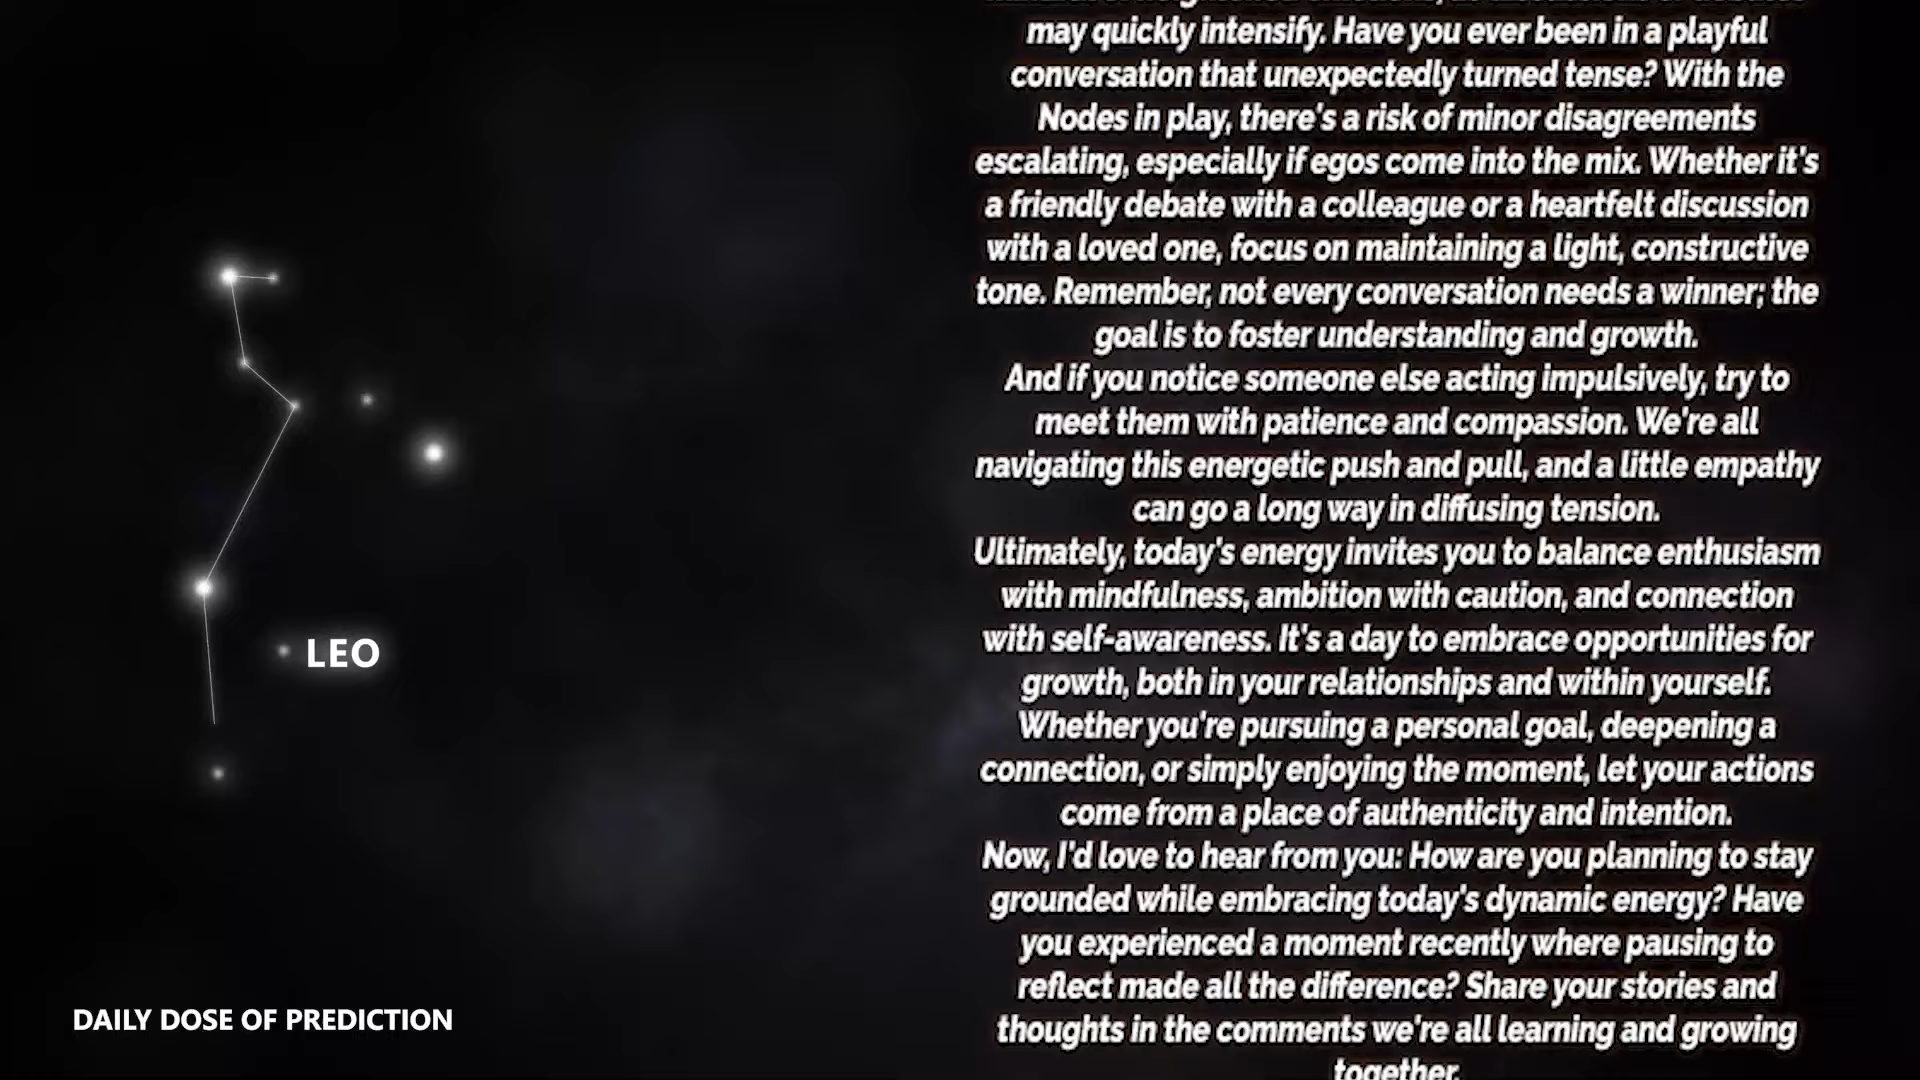 may quickly intensify. Have you ever been in a playful
conversation that unexpectedly turned tense? With the
Nodes in play, there's a risk of minor disagreements
escalating, especially if egos come into the mix. Whether it's
a friendly debate with a colleague or a heartfelt discussion
with a loved one, focus on maintaining a light, constructive
tone. Remember, not every conversation needs a winner; the
goal is to foster understanding and growth.
And if you notice someone else acting impulsively, try to
meet them with patience and compassion. We're all
navigating this energetic push and pull, and a little empathy
can go a long way in diffusing tension.
Ultimately, today's energy invites you to balance enthusiasm
with mindfulness, ambition with caution, and connection
with self-awareness. It's a day to embrace opportunities for
growth, both in your relationships and within yourself.
Whether you're pursuing a personal goal, deepening a
connection, or simply enjoying the moment, let your actions
come from a place of authenticity and intention.
Now, I'd love to hear from you: How are you planning to stay
grounded while embracing today's dynamic energy? Have
you experienced a moment recently where pausing to
reflect made all the difference? Share your stories and
thoughts in the comments we're all learning and growing
together.
LEO
DAILY DOSE OF PREDICTION